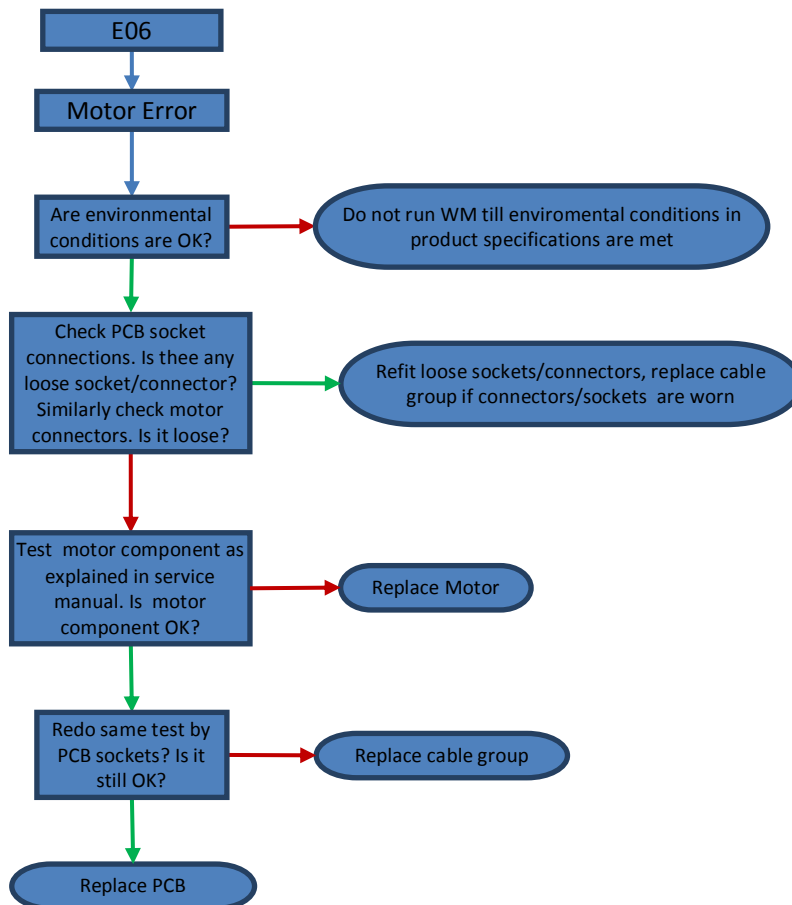 E06
Motor Error
Are environmental
conditions are OK?
Do not run WM till enviromental conditions in
product specifications are met
Check PCB socket
connections. Is thee any
loose socket/connector?
Similarly check motor
connectors. Is it loose?
Refit loose sockets/connectors, replace cable
group if connectors/sockets are worn
Test motor component as
explained in service
manual. Is motor
component OK?
Replace Motor
Redo same test by
PCB sockets? Is it
still OK?
Replace cable group
Replace PCB